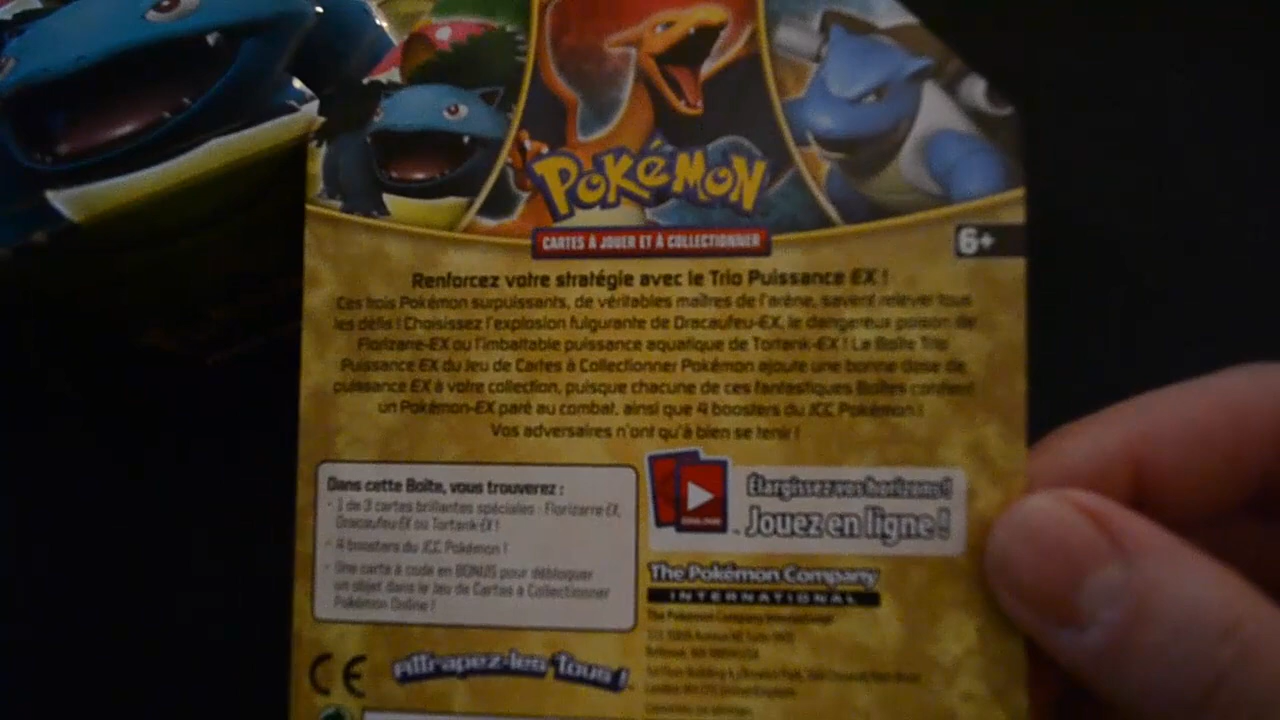 POKéMON
CARTES À JOUER ET À COLLECTIONNER
6+
Renforcez votre stratégie avec le Trio Puissance EX !
Ces trois Pokémon surpuissants, de véritables maîtres de l'arène, savent relever tous
les défis ! Choisissez l'explosion fulgurante de Dracaufeu-EX, le dangereux poison de
Florizarre-EX ou l'imbattable puissance aquatique de Tortank-EX ! La Boîte Trio
Puissance EX du Jeu de Cartes à Collectionner Pokémon ajoute une bonne dose de
puissance EX à votre collection, puisque chacune de ces fantastiques Boîtes contient
un Pokémon-EX paré au combat, ainsi que 4 boosters du JCC Pokémon !
Vos adversaires n'ont qu'à bien se tenir !
Dans cette Boîte, vous trouverez :
• 1 de 3 cartes brillantes spéciales : Florizarre-EX,
Dracaufeu-EX ou Tortank-EX !
• 4 boosters du JCC Pokémon !
• Une carte à code en BONUS pour débloquer
un objet dans le Jeu de Cartes à Collectionner
Pokémon Online !
Élargissez vos horizons !
Jouez en ligne !
The Pokémon Company
INTERNATIONAL
The Pokémon Company International
CE
Attrapez-les Tous !